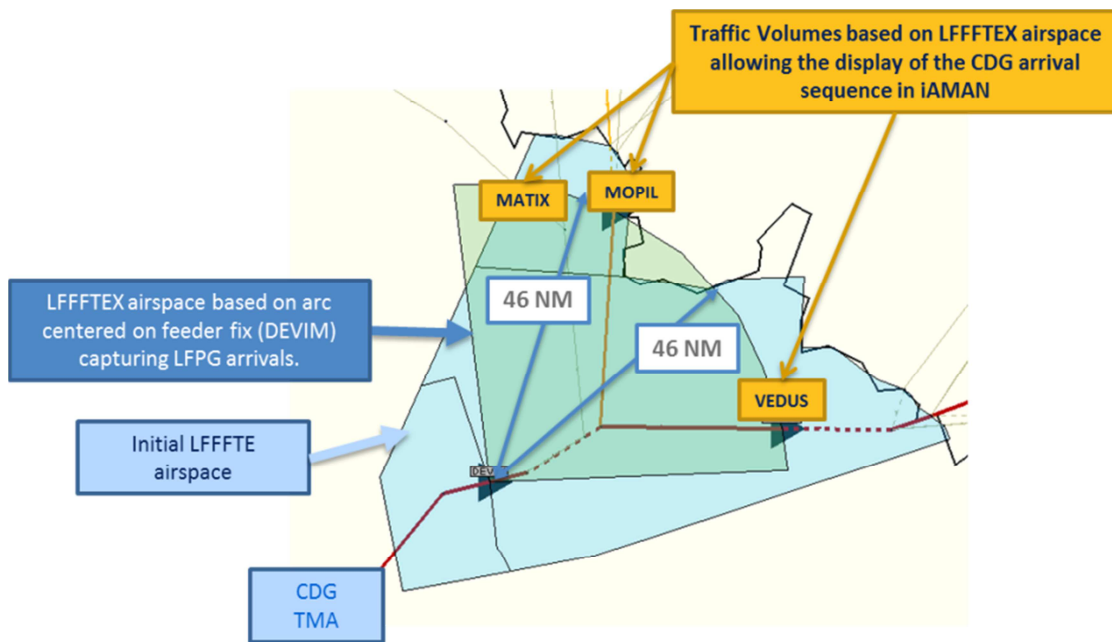 Traffic Volumes based on LFFFTEX airspace
allowing the display of the CDG arrival
sequence in iAMAN
MATIX
MOPIL
LFFFTEX airspace based on arc
centered on feeder fix (DEVIM)
capturing LFPG arrivals.
46 NM
46 NM
VEDUS
Initial LFFFTE
airspace
CDG
TMA